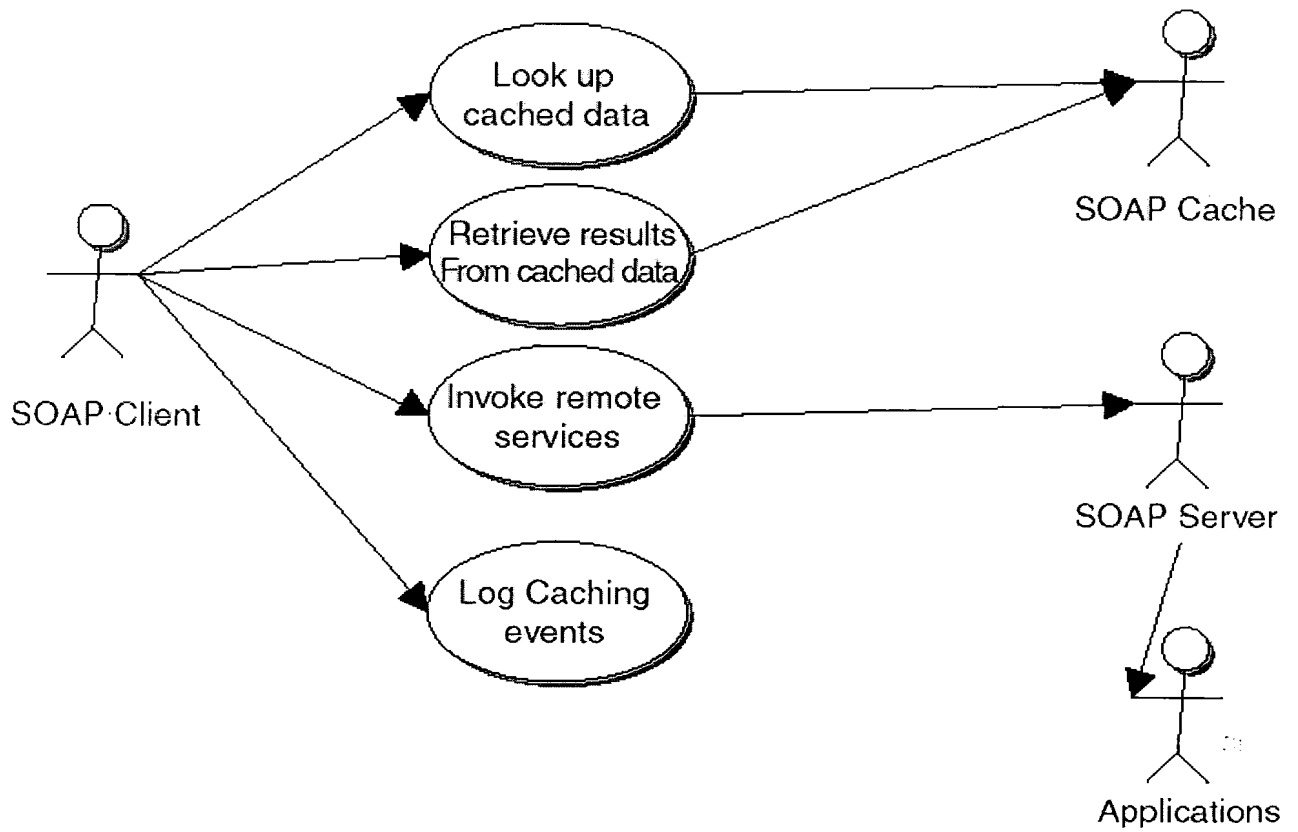 Look up
cached data
SOAP Cache
Retrieve results
From cached data
SOAP Client
Invoke remote
services
SOAP Server
Log Caching
events
Applications